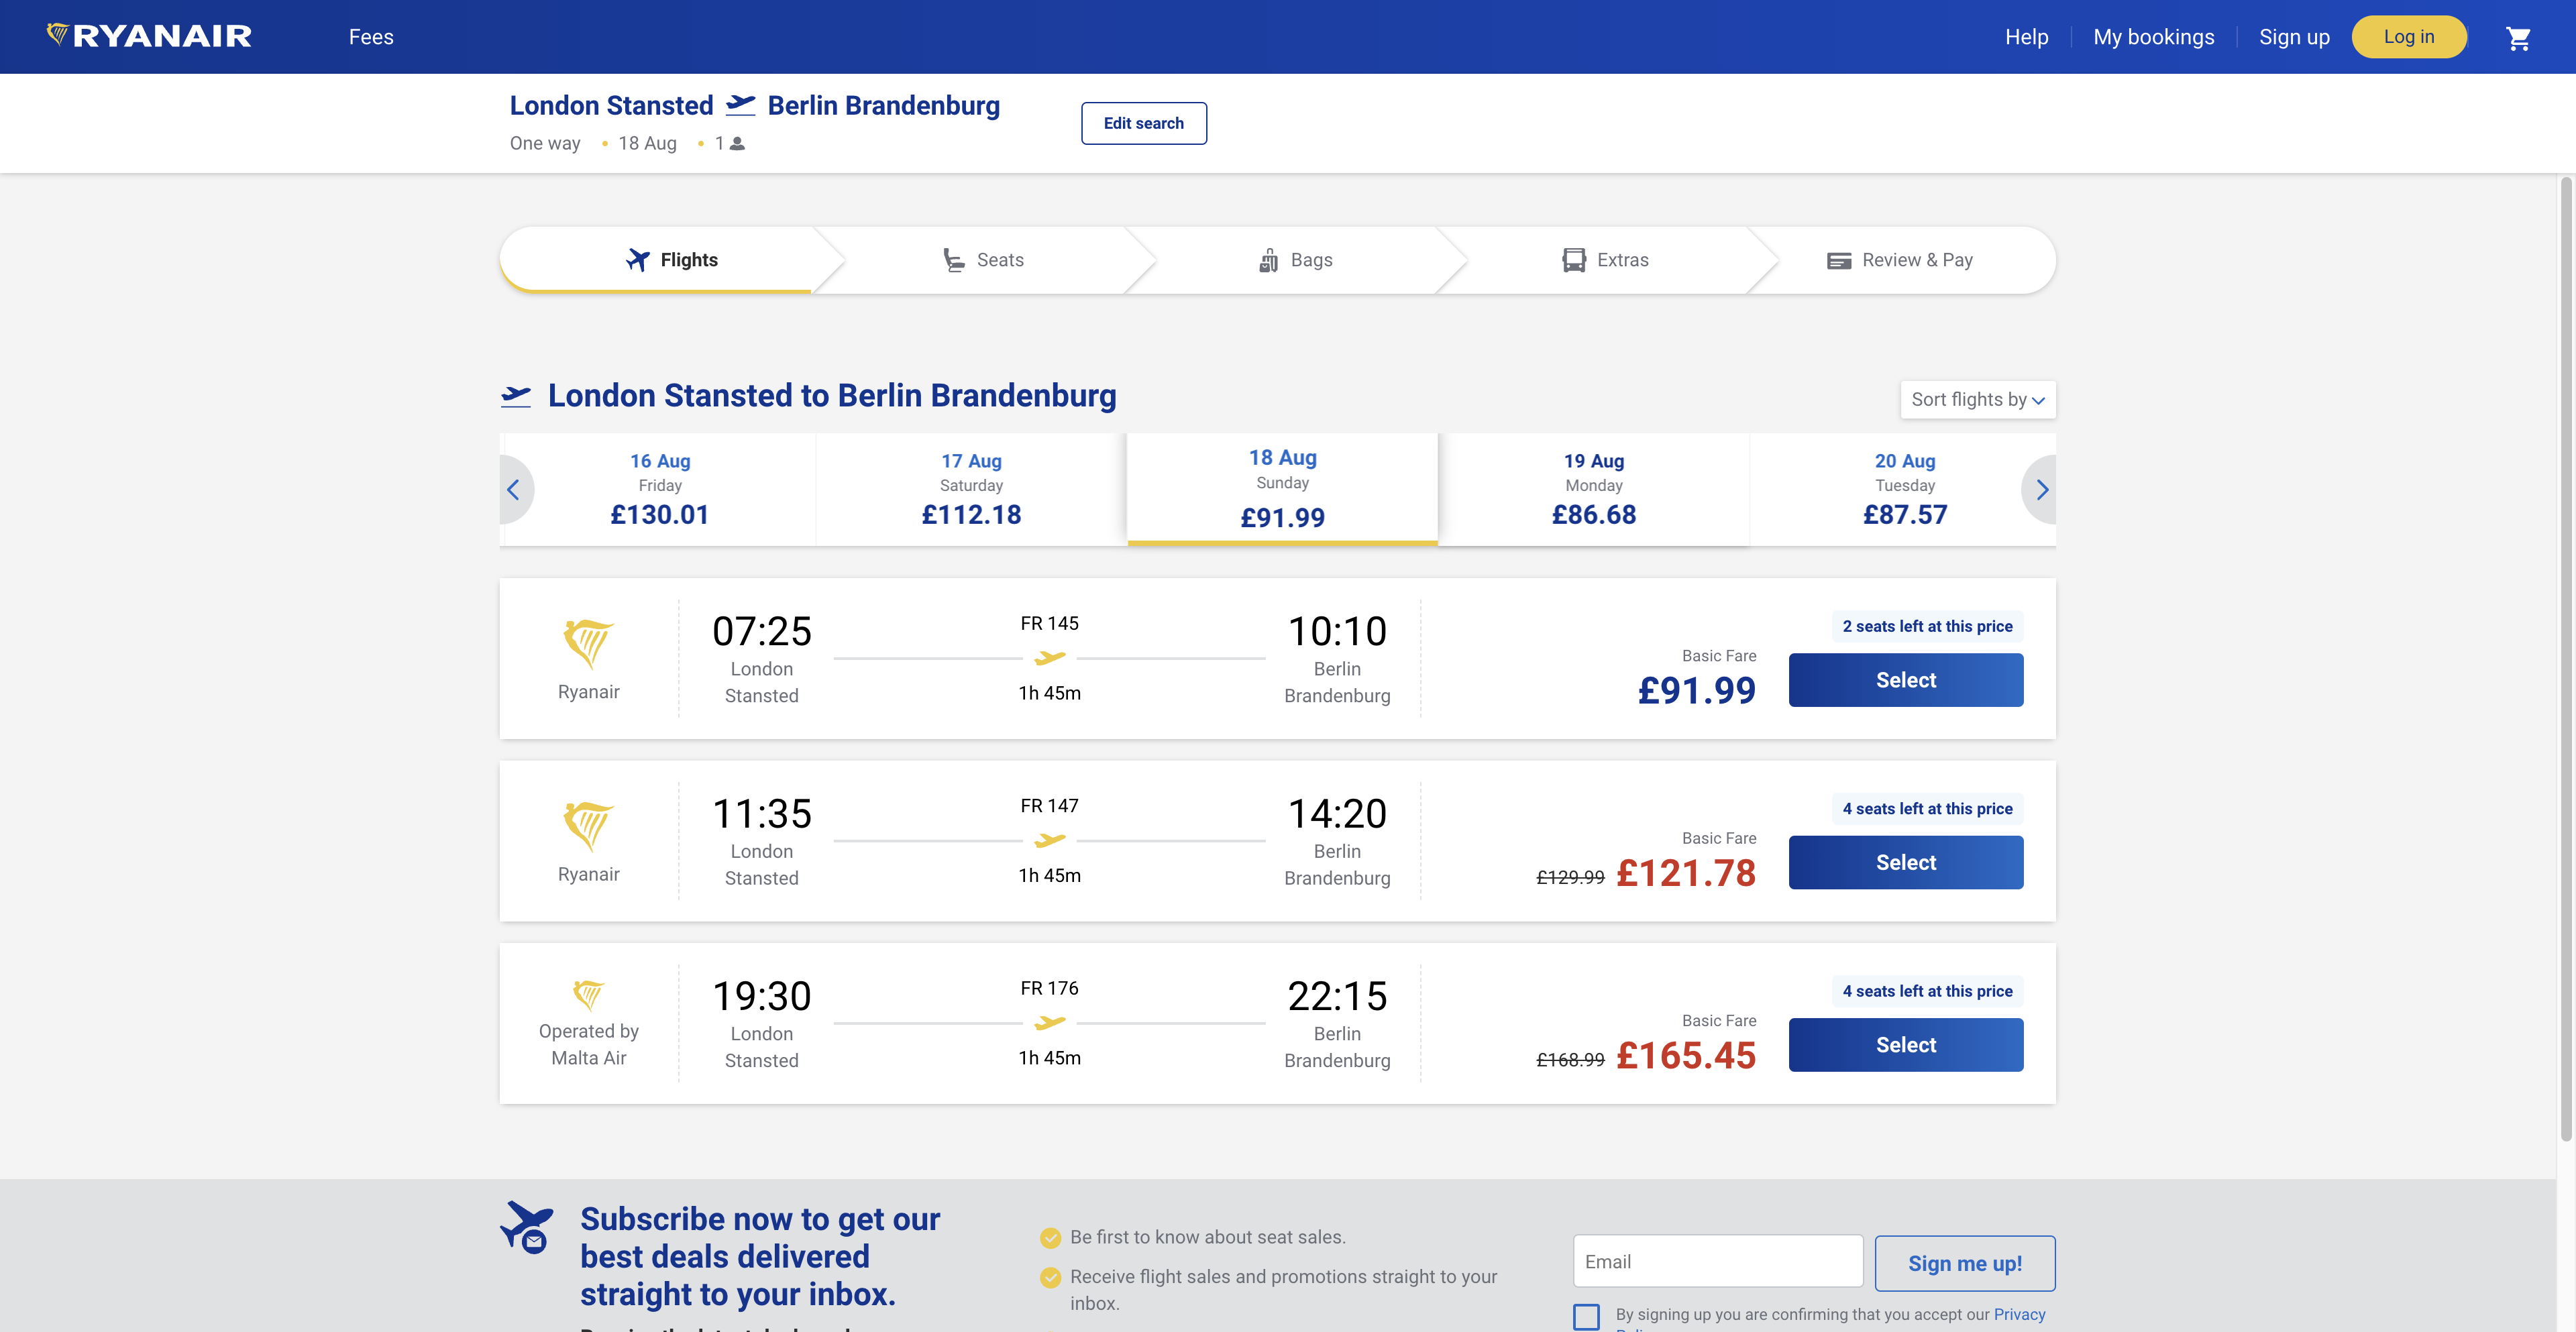 RYANAIR
Fees
Help
My bookings
Sign up
Log in
London Stansted Berlin Brandenburg
One way • 18 Aug • 1
Edit search
Flights
Seats
Bags
Extras
Review & Pay
London Stansted to Berlin Brandenburg
Sort flights by
16 Aug
Friday
£130.01
17 Aug
Saturday
£112.18
18 Aug
Sunday
£91.99
19 Aug
Monday
£86.68
20 Aug
Tuesday
£87.57
Ryanair
07:25
London
Stansted
FR 145
1h 45m
10:10
Berlin
Brandenburg
Basic Fare
£91.99
2 seats left at this price
Select
Ryanair
11:35
London
Stansted
FR 147
1h 45m
14:20
Berlin
Brandenburg
Basic Fare
£129.99 £121.78
4 seats left at this price
Select
Operated by
Malta Air
19:30
London
Stansted
FR 176
1h 45m
22:15
Berlin
Brandenburg
Basic Fare
£168.99 £165.45
4 seats left at this price
Select
Subscribe now to get our
best deals delivered
straight to your inbox.
Be first to know about seat sales.
Receive flight sales and promotions straight to your
inbox.
Email
Sign me up!
By signing up you are confirming that you accept our Privacy